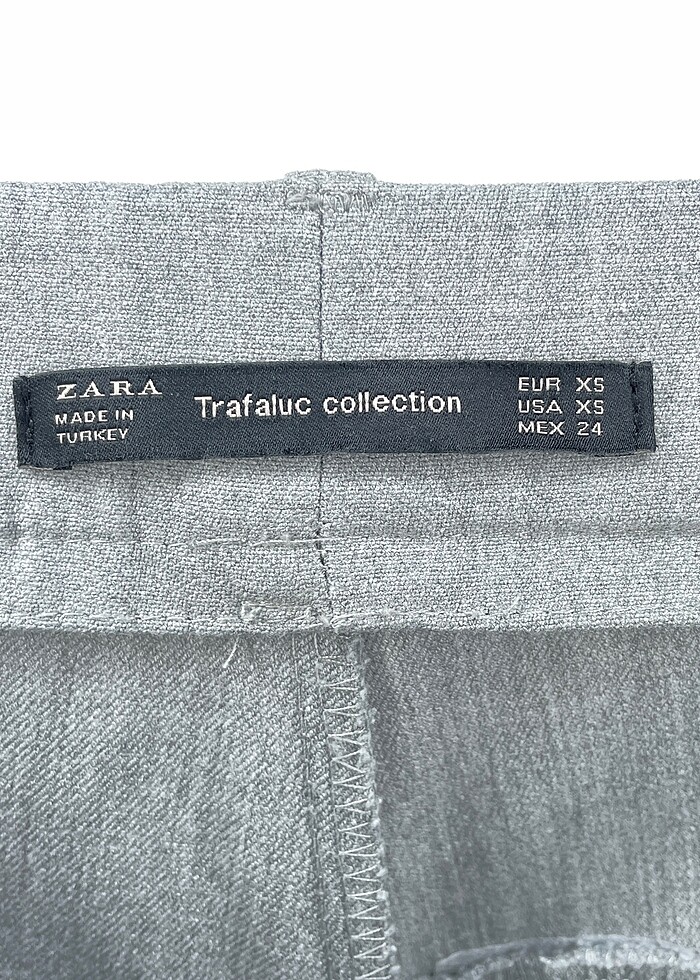 ZARA
MADE IN
TURKEY
Trafaluc collection
EUR XS
USA XS
MEX 24